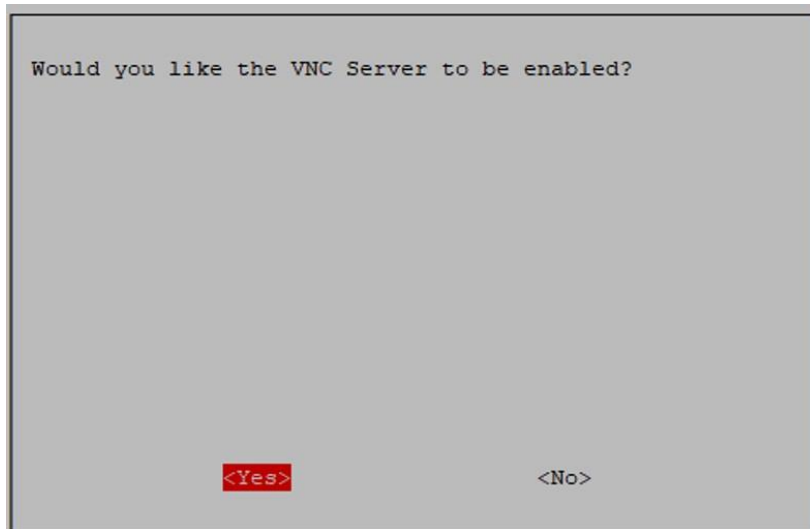 Would you like the VNC Server to be enabled?
<Yes> <No>